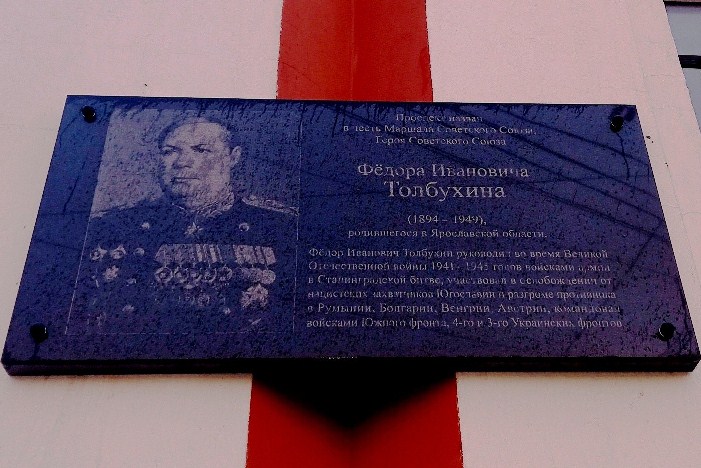 Проспект назван
в честь Маршала Советского Союза,
Героя Советского Союза
Фёдора Ивановича
Толбухина
(1894 - 1949),
родившегося в Ярославской области.
Фёдор Иванович Толбухин руководил во время Великой
Отечественной войны 1941 - 1945 годов войсками армии
в Сталинградской битве, участвовал в освобождении от
нацистских захватчиков Югославии и разгроме противника
в Румынии, Болгарии, Венгрии, Австрии, командовал
войсками Южного фронта, 4-го и 3-го Украинских фронтов